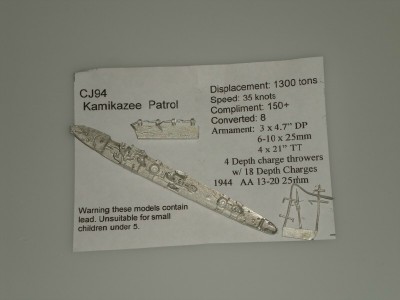 CJ94
Kamikazee Patrol
Displacement: 1300 tons
Speed: 35 knots
Compliment: 150+
Converted: 8
Armament: 3 x 4.7" DP
6-10 x 25mm
4 x 21" TT
4 Depth charge throwers
w/ 18 Depth Charges
1944 AA 13-20 25mm
Warning these models contain
lead. Unsuitable for small
children under 5.